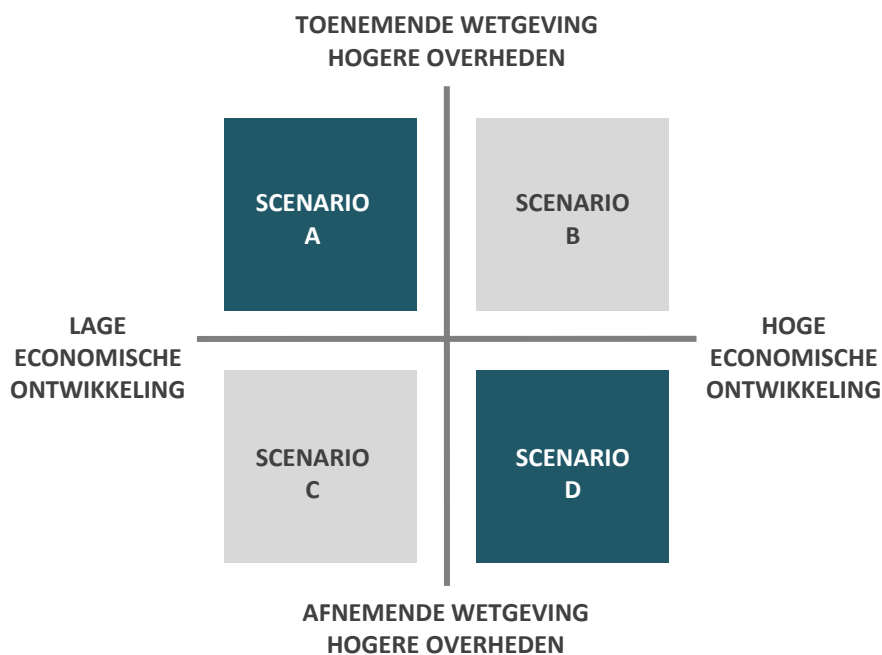 TOENEMENDE WETGEVING
HOGERE OVERHEDEN
SCENARIO
A
SCENARIO
B
LAGE
ECONOMISCHE
ONTWIKKELING
HOGE
ECONOMISCHE
ONTWIKKELING
SCENARIO
C
SCENARIO
D
AFNEMENDE WETGEVING
HOGERE OVERHEDEN